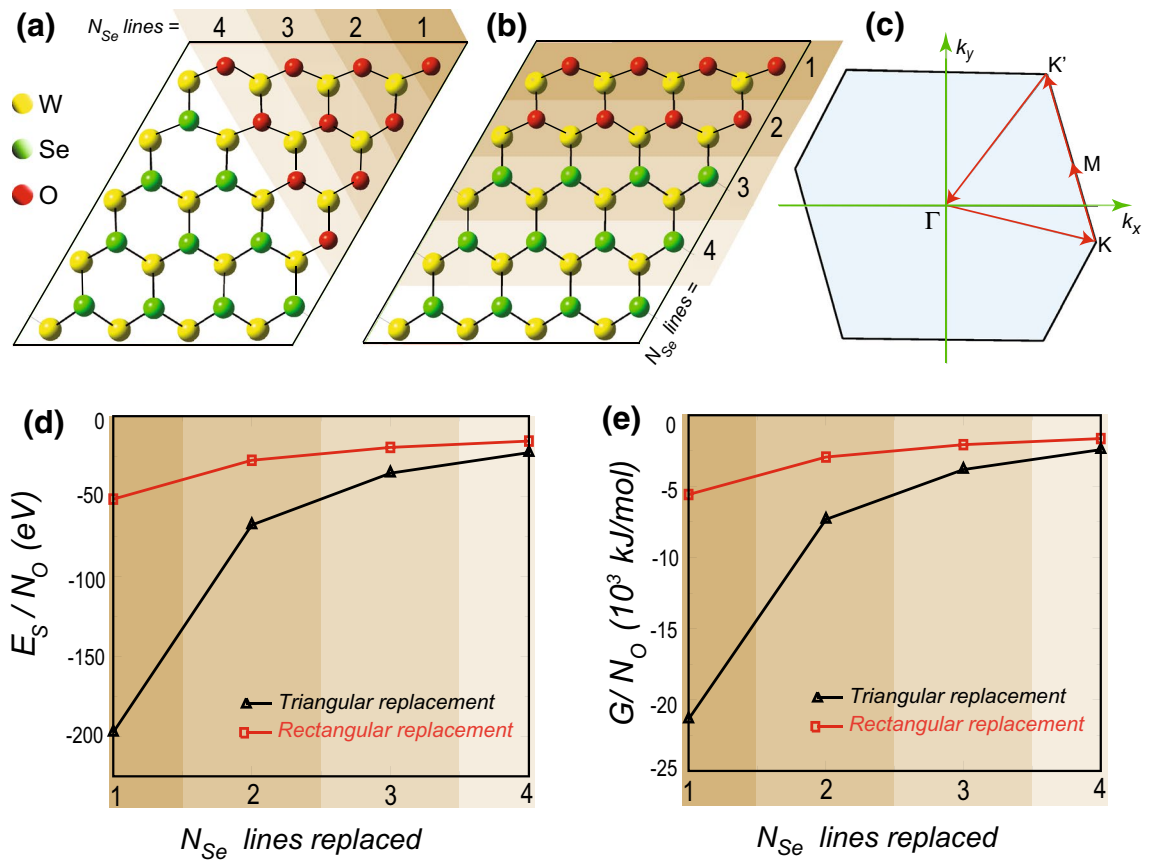 (a)
N_Se lines =
4 3 2 1
W
Se
O
(b)
1
2
3
4
N_Se lines =
(c)
k_y
K'
M
Γ
k_x
K
(d)
0
-50
-100
-150
-200
E_S / N_O (eV)
Triangular replacement
Rectangular replacement
1 2 3 4
N_Se lines replaced
(e)
0
-5
-10
-15
-20
-25
G/ N_O (10³ kJ/mol)
Triangular replacement
Rectangular replacement
1 2 3 4
N_Se lines replaced